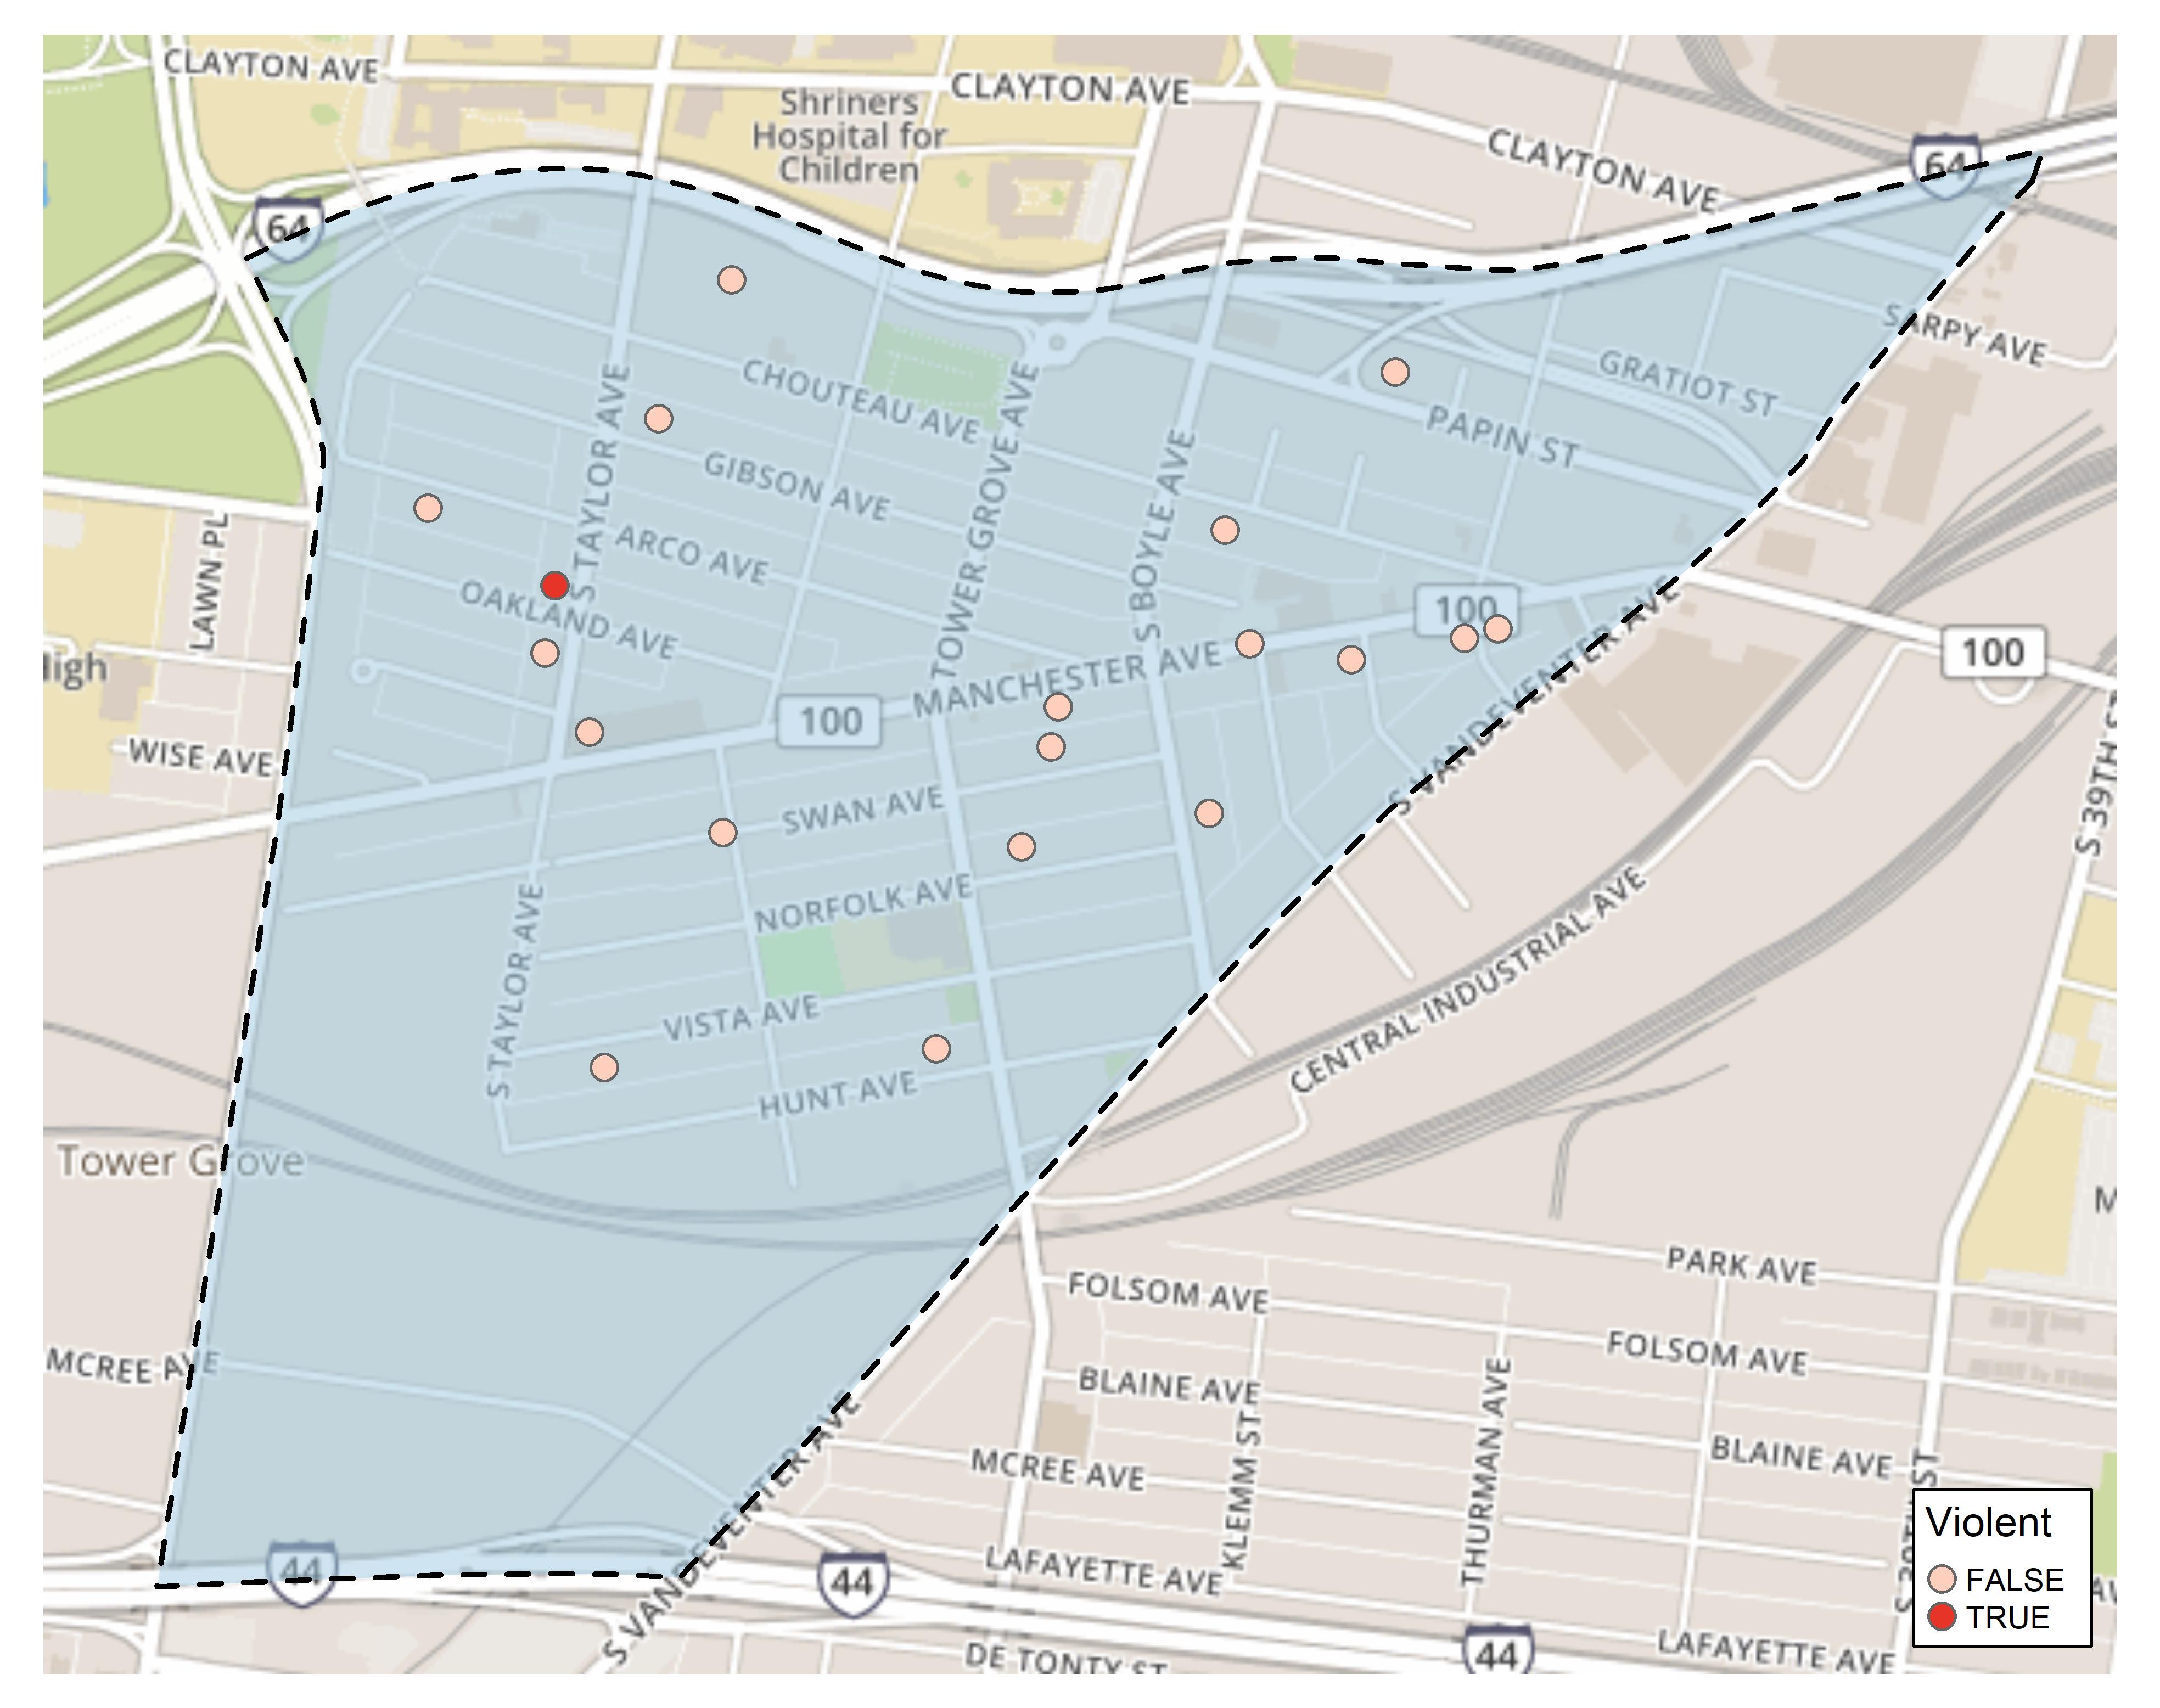 CLAYTON AVE
CLAYTON AVE
Shriners
Hospital for
Children
CLAYTON AVE
64
64
SARPY AVE
CHOUTEAU AVE
GRATIOT ST
PAPIN ST
S TAYLOR AVE
TOWER GROVE AVE
S BOYLE AVE
GIBSON AVE
ARCO AVE
LAWN PL
OAKLAND AVE
100
100
MANCHESTER AVE
100
S VANDEVENTER AVE
WISE AVE
SWAN AVE
S 39TH ST
NORFOLK AVE
S TAYLOR AVE
CENTRAL INDUSTRIAL AVE
VISTA AVE
HUNT AVE
Tower Grove
PARK AVE
FOLSOM AVE
FOLSOM AVE
MCREE AVE
BLAINE AVE
BLAINE AVE
MCREE AVE
KLEMM ST
THURMAN AVE
S 39TH ST
S VANDEVENTER AVE
44
44
LAFAYETTE AVE
44
LAFAYETTE AVE
DE TONTY ST
Violent
FALSE
TRUE